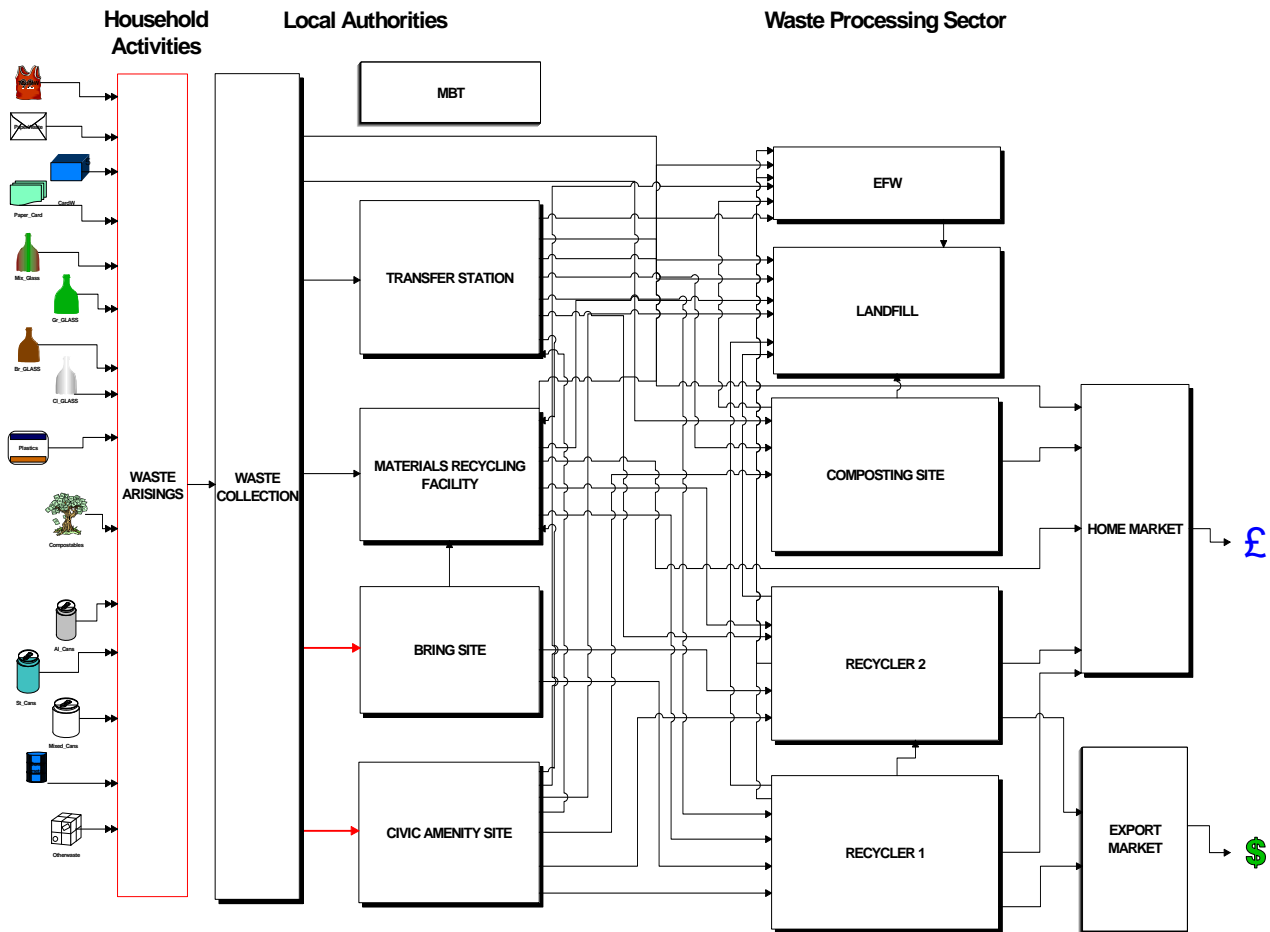 Household
Activities
Local Authorities
Waste Processing Sector
MBT
CardW
Paper_Card
Mix_Glass
Gr_GLASS
Br_GLASS
Cl_GLASS
Plastics
Compostables
Al_Cans
St_Cans
Mixed_Cans
Otherwaste
WASTE
ARISINGS
WASTE
COLLECTION
TRANSFER STATION
MATERIALS RECYCLING
FACILITY
BRING SITE
CIVIC AMENITY SITE
EFW
LANDFILL
COMPOSTING SITE
RECYCLER 2
RECYCLER 1
HOME MARKET
EXPORT
MARKET
£
$